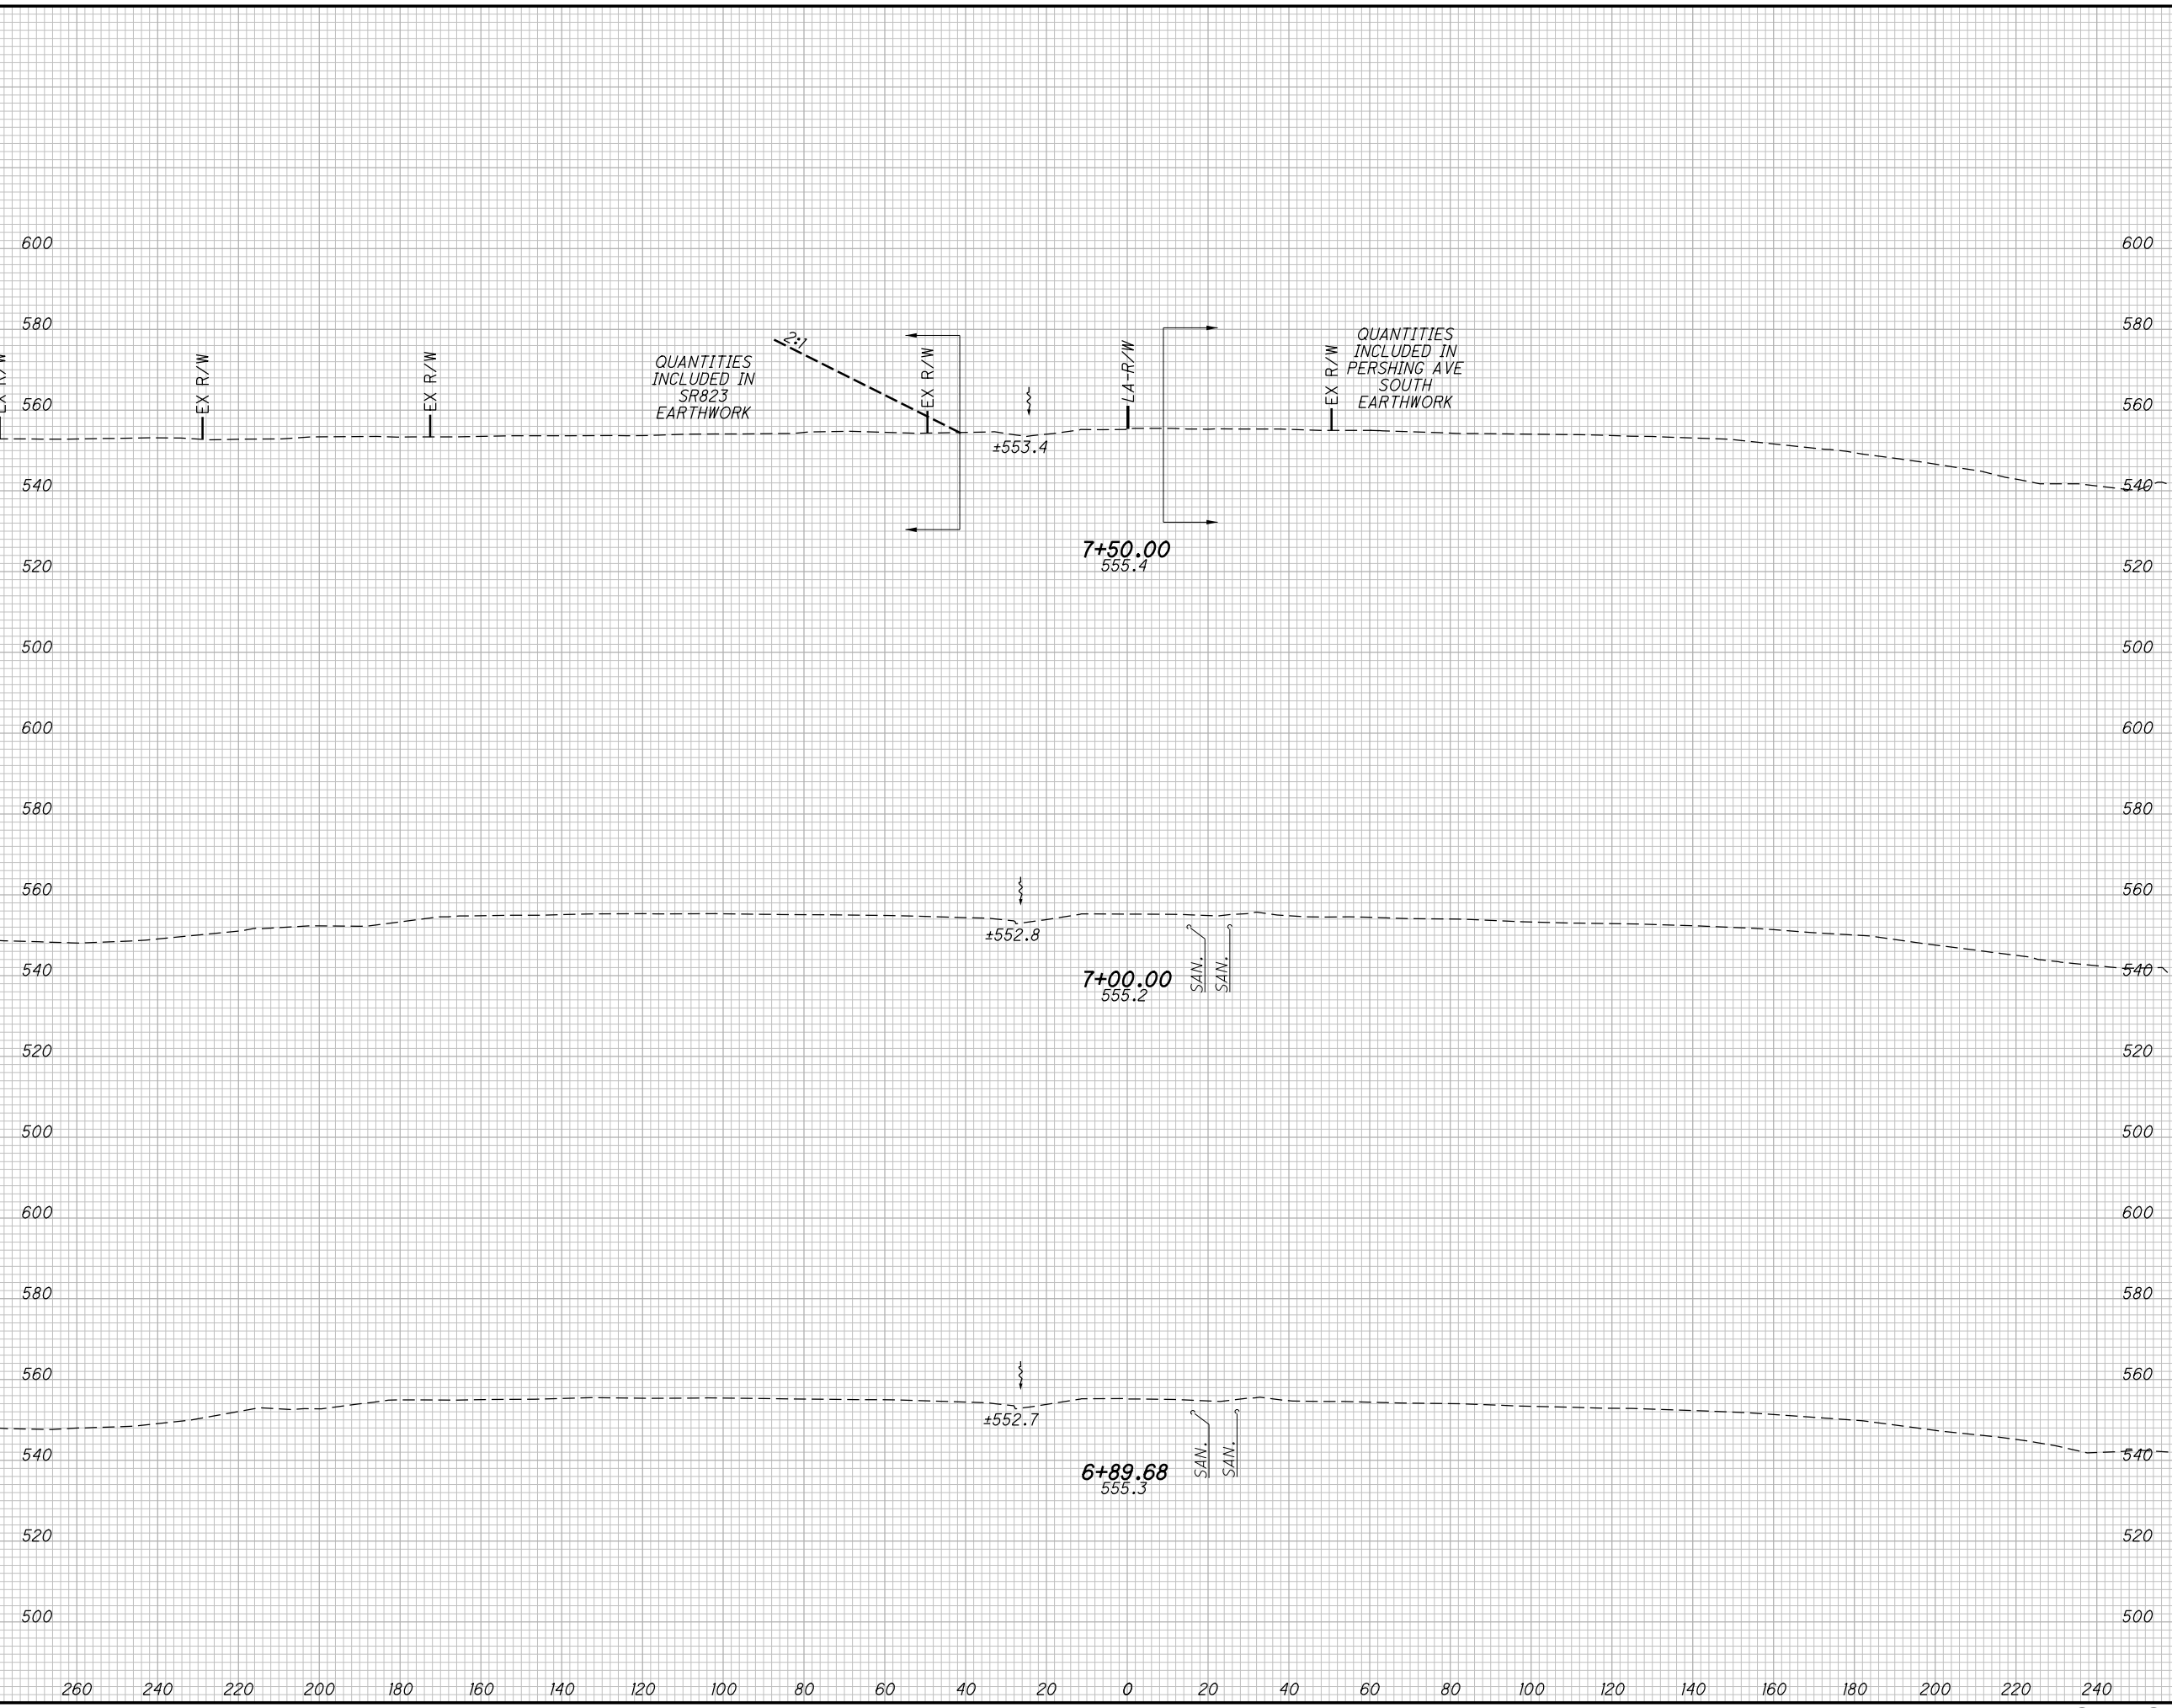 600 600
580 580
2:1
EX R/W
EX R/W
EX R/W
QUANTITIES
INCLUDED IN
SR823
EARTHWORK
EX R/W
LA-R/W
EX R/W
QUANTITIES
INCLUDED IN
PERSHING AVE
SOUTH
EARTHWORK
560 560
±553.4
540 540
7+50.00
555.4
520 520
500 500
600 600
580 580
560 560
±552.8
SAN.
SAN.
540 540
7+00.00
555.2
520 520
500 500
600 600
580 580
560 560
±552.7
SAN.
SAN.
540 540
6+89.68
555.3
520 520
500 500
260 240 220 200 180 160 140 120 100 80 60 40 20 0 20 40 60 80 100 120 140 160 180 200 220 240